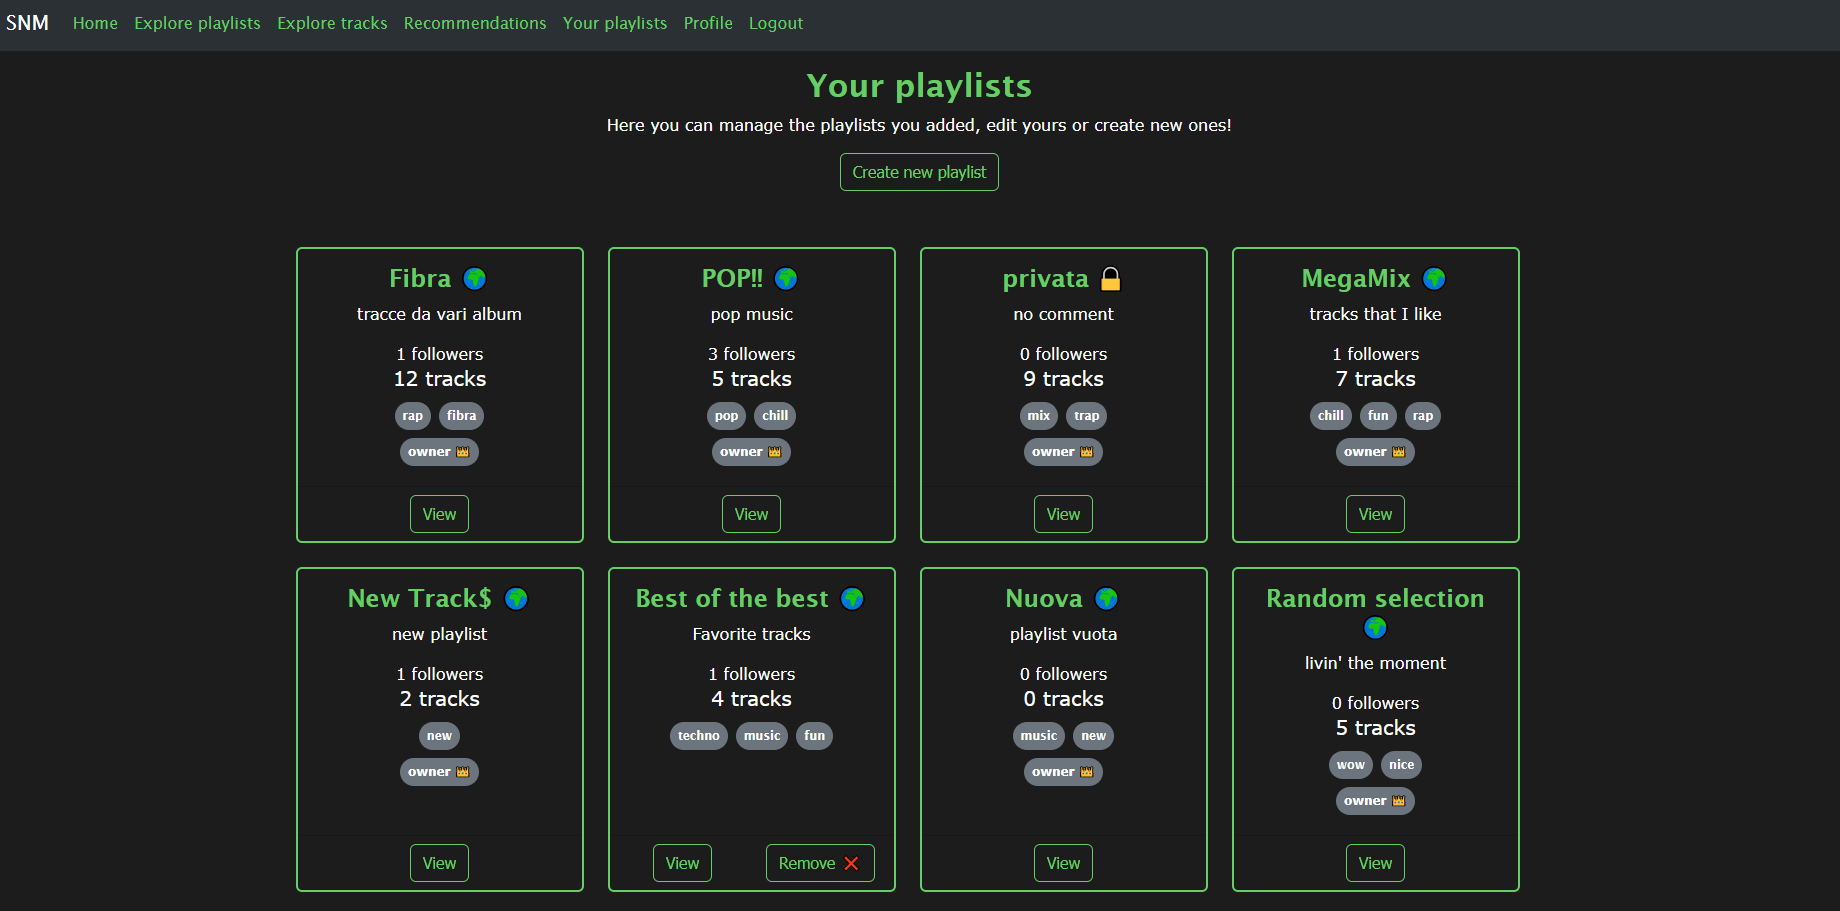 SNM Home Explore playlists Explore tracks Recommendations Your playlists Profile Logout
Your playlists
Here you can manage the playlists you added, edit yours or create new ones!
Create new playlist
Fibra
tracce da vari album
1 followers
12 tracks
rap fibra
owner
View
POP!!
pop music
3 followers
5 tracks
pop chill
owner
View
privata
no comment
0 followers
9 tracks
mix trap
owner
View
MegaMix
tracks that I like
1 followers
7 tracks
chill fun rap
owner
View
New Track$
new playlist
1 followers
2 tracks
new
owner
View
Best of the best
Favorite tracks
1 followers
4 tracks
techno music fun
View Remove
Nuova
playlist vuota
0 followers
0 tracks
music new
owner
View
Random selection
livin' the moment
0 followers
5 tracks
wow nice
owner
View